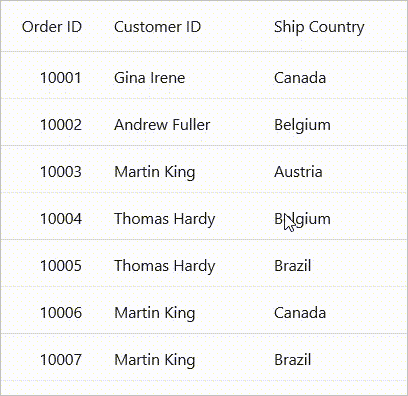 Order ID Customer ID Ship Country
10001 Gina Irene Canada
10002 Andrew Fuller Belgium
10003 Martin King Austria
10004 Thomas Hardy Belgium
10005 Thomas Hardy Brazil
10006 Martin King Canada
10007 Martin King Brazil